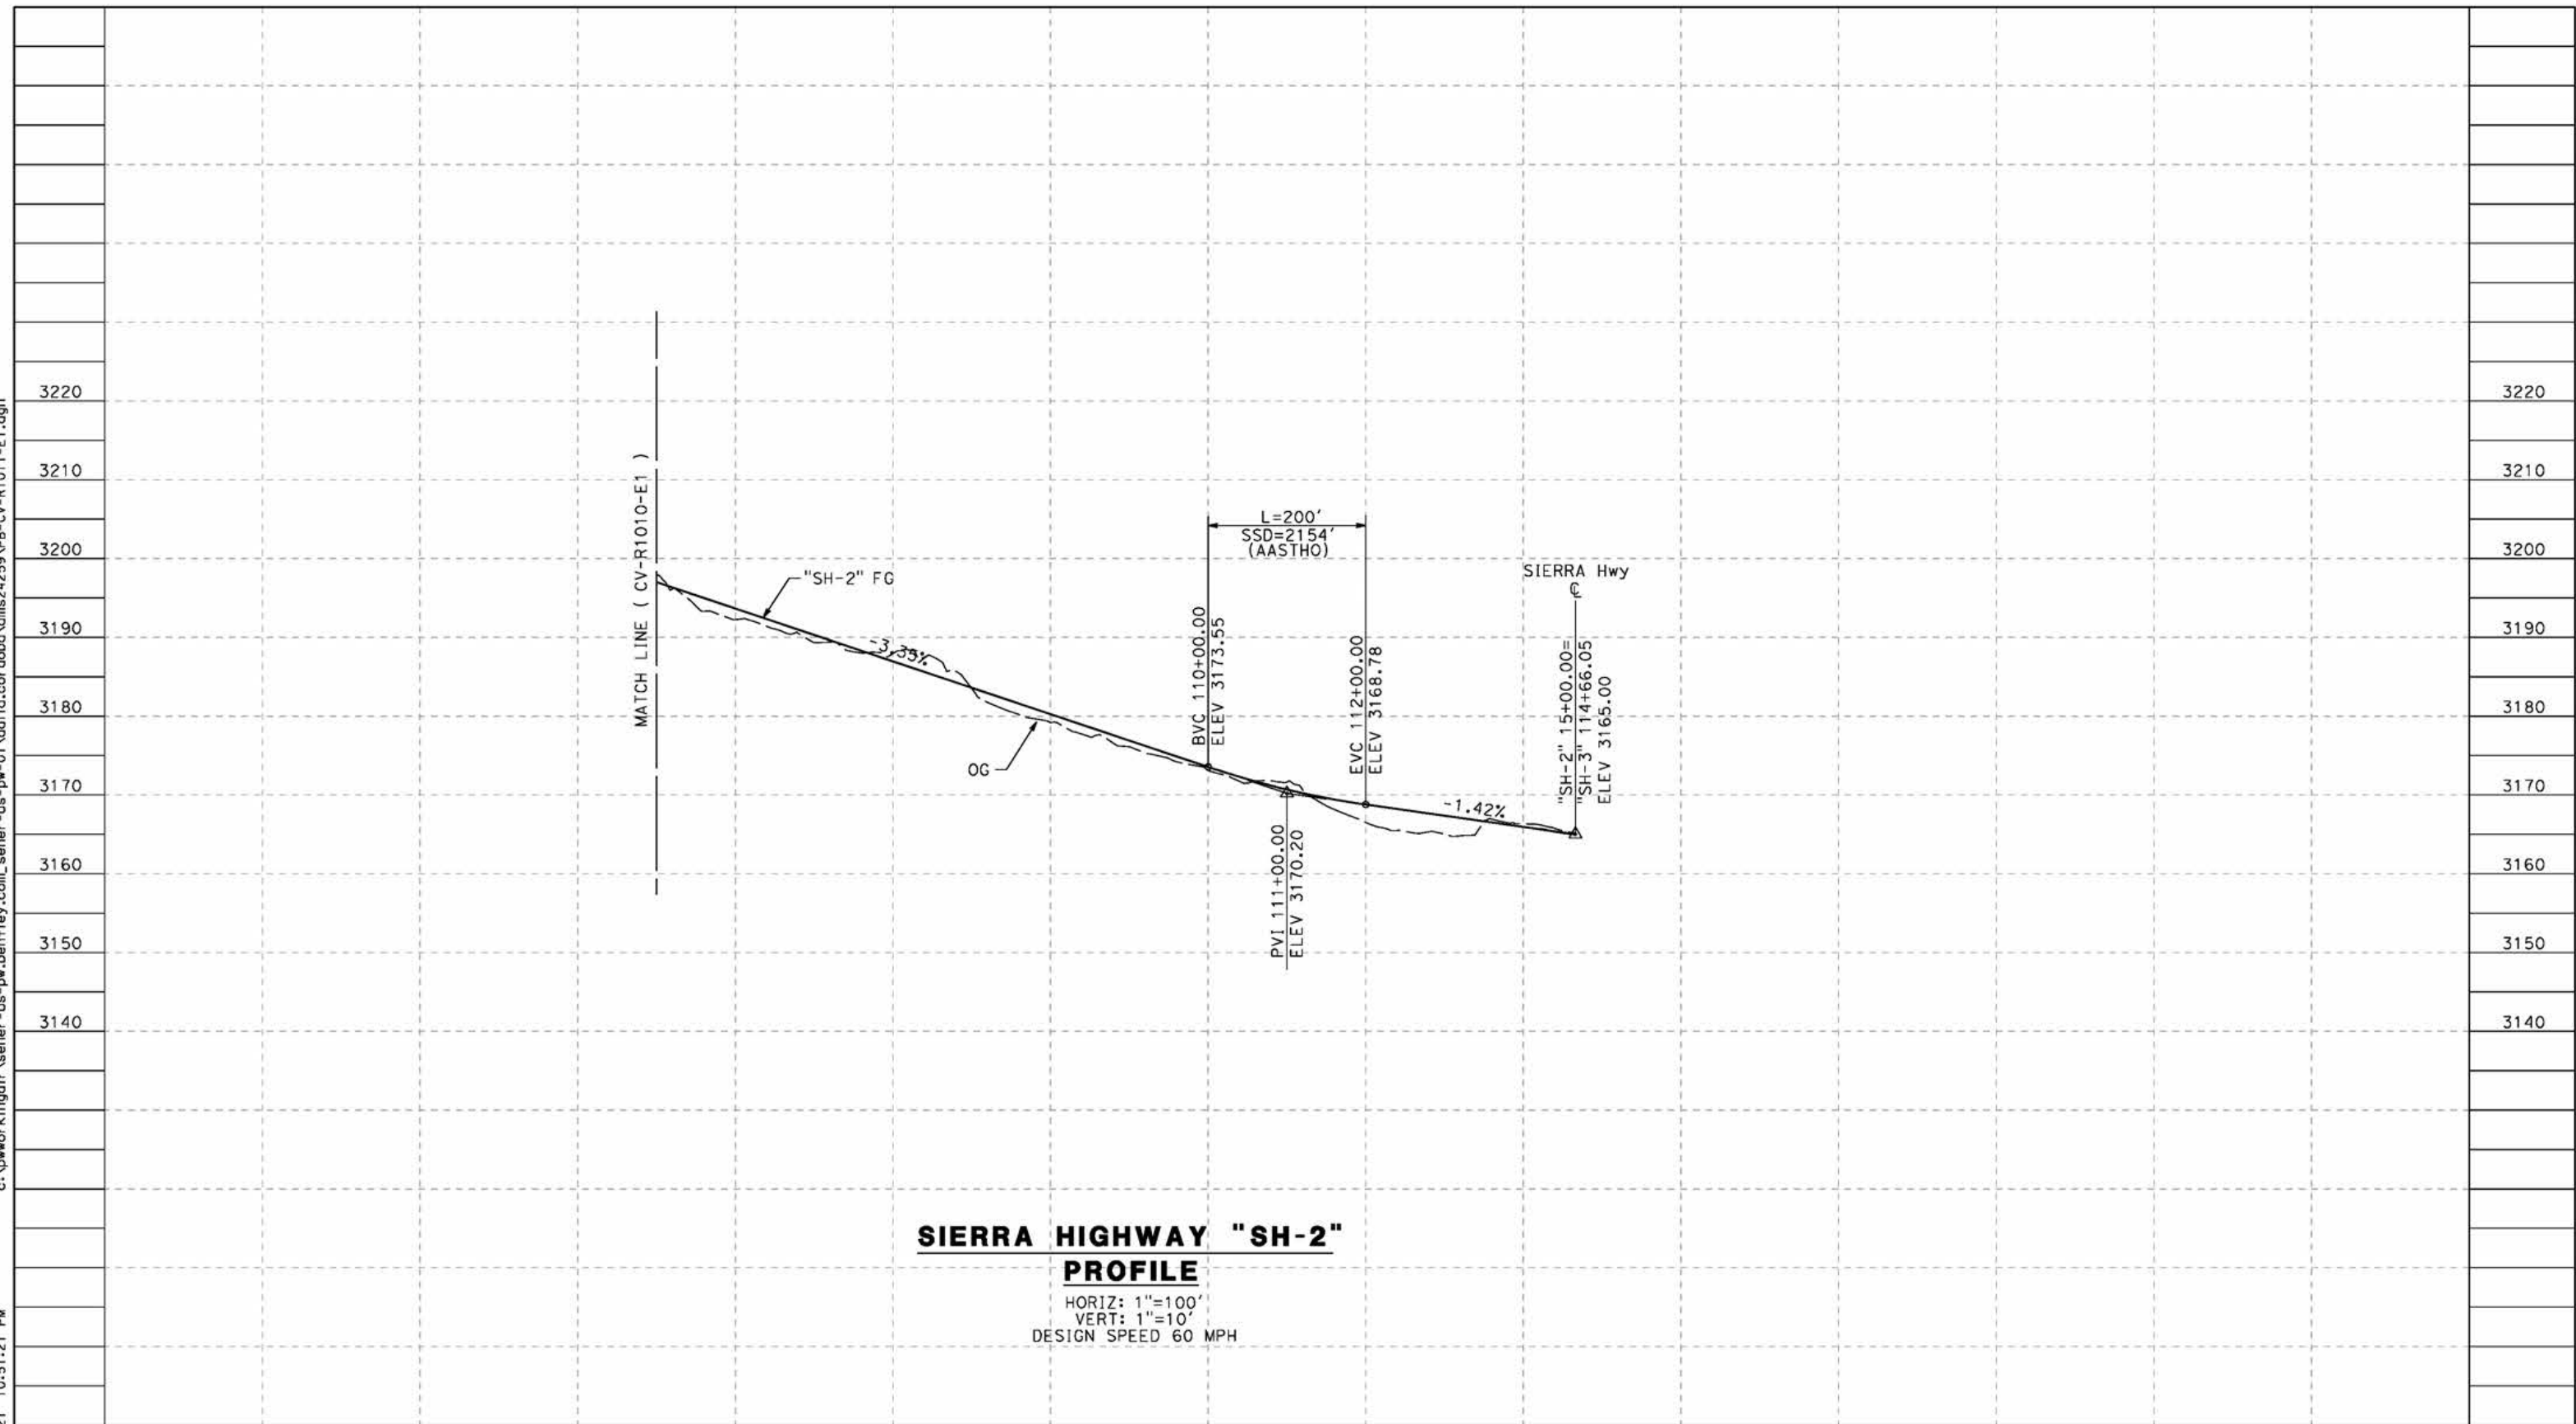 3220
3210
3200
3190
3180
3170
3160
3150
3140
MATCH LINE ( CV-R1010-E1 )
"SH-2" FG
-3.35%
OG
L=200'
SSD=2154'
(AASTHO)
BVC 110+00.00
ELEV 3173.55
PVI 111+00.00
ELEV 3170.20
EVC 112+00.00
ELEV 3168.78
-1.42%
SIERRA Hwy
℄
"SH-2" 15+00.00=
"SH-3" 114+66.05
ELEV 3165.00
3220
3210
3200
3190
3180
3170
3160
3150
3140
SIERRA HIGHWAY "SH-2"
PROFILE
HORIZ: 1"=100'
VERT: 1"=10'
DESIGN SPEED 60 MPH